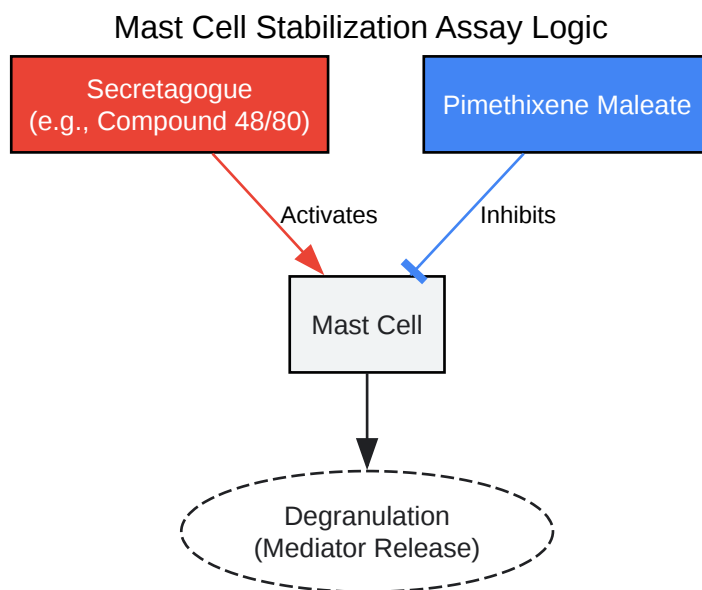 Mast Cell Stabilization Assay Logic
Secretagogue
(e.g., Compound 48/80)
Pimethixene Maleate
Activates
Inhibits
Mast Cell
Degranulation
(Mediator Release)